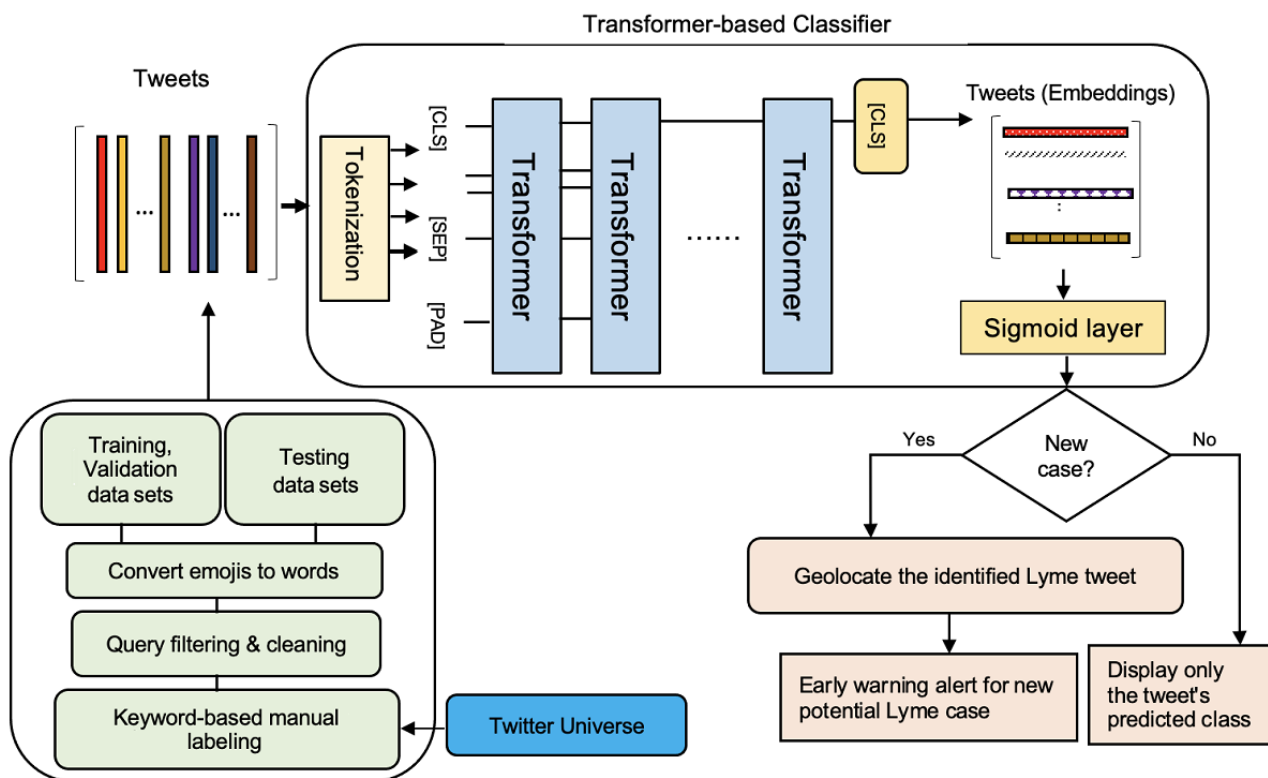 Transformer-based Classifier
Tweets
...
...
Tokenization
[CLS]
[SEP]
[PAD]
Transformer
Transformer
......
Transformer
[CLS]
Tweets (Embeddings)
:
Sigmoid layer
New
case?
Yes
No
Geolocate the identified Lyme tweet
Early warning alert for new
potential Lyme case
Display only
the tweet's
predicted class
Training,
Validation
data sets
Testing
data sets
Convert emojis to words
Query filtering & cleaning
Keyword-based manual
labeling
Twitter Universe